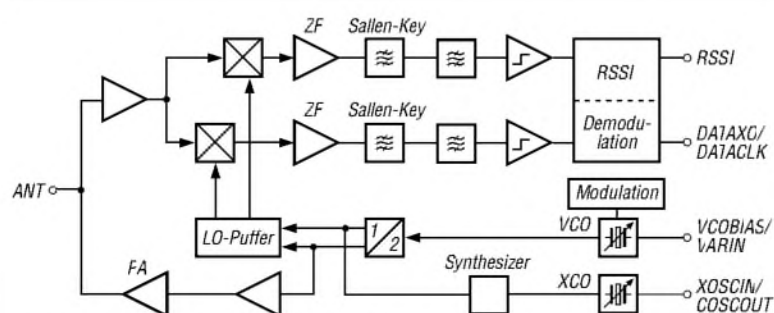 ZF
Sallen-Key
RSSI
RSSI
ZF
Sallen-Key
Demodu-
lation
DATAXO/
DATACLK
ANT
Modulation
LO-Puffer
1
2
VCO
VCOBIAS/
VARIN
PA
Synthesizer
XCO
XOSCIN/
COSCOUT